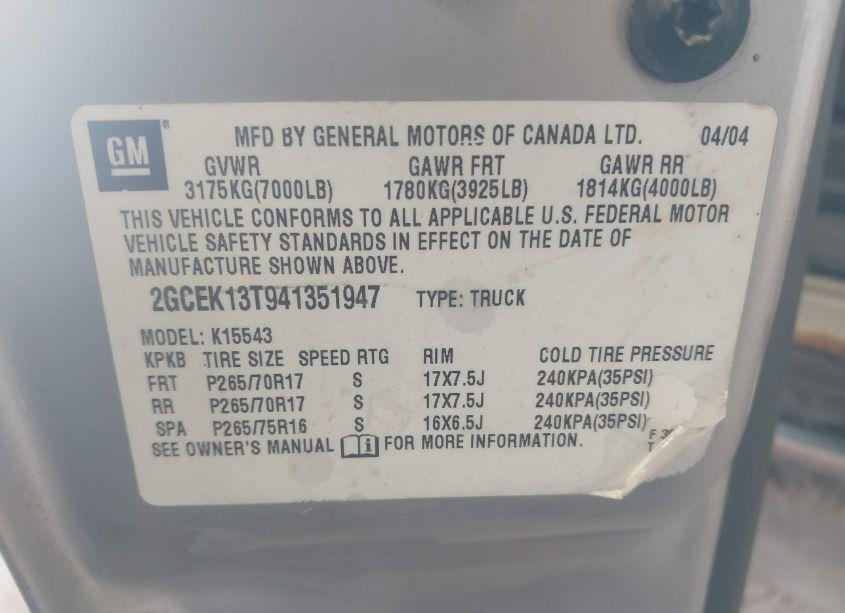 GM® MFD BY GENERAL MOTORS OF CANADA LTD. 04/04
GVWR GAWR FRT GAWR RR
3175KG(7000LB) 1780KG(3925LB) 1814KG(4000LB)
THIS VEHICLE CONFORMS TO ALL APPLICABLE U.S. FEDERAL MOTOR
VEHICLE SAFETY STANDARDS IN EFFECT ON THE DATE OF
MANUFACTURE SHOWN ABOVE.
2GCEK13T941351947 TYPE: TRUCK
MODEL: K15543
KPKB TIRE SIZE SPEED RTG RIM COLD TIRE PRESSURE
FRT P265/70R17 S 17X7.5J 240KPA(35PSI)
RR P265/70R17 S 17X7.5J 240KPA(35PSI)
SPA P265/75R16 S 16X6.5J 240KPA(35PSI)
SEE OWNER'S MANUAL i FOR MORE INFORMATION.